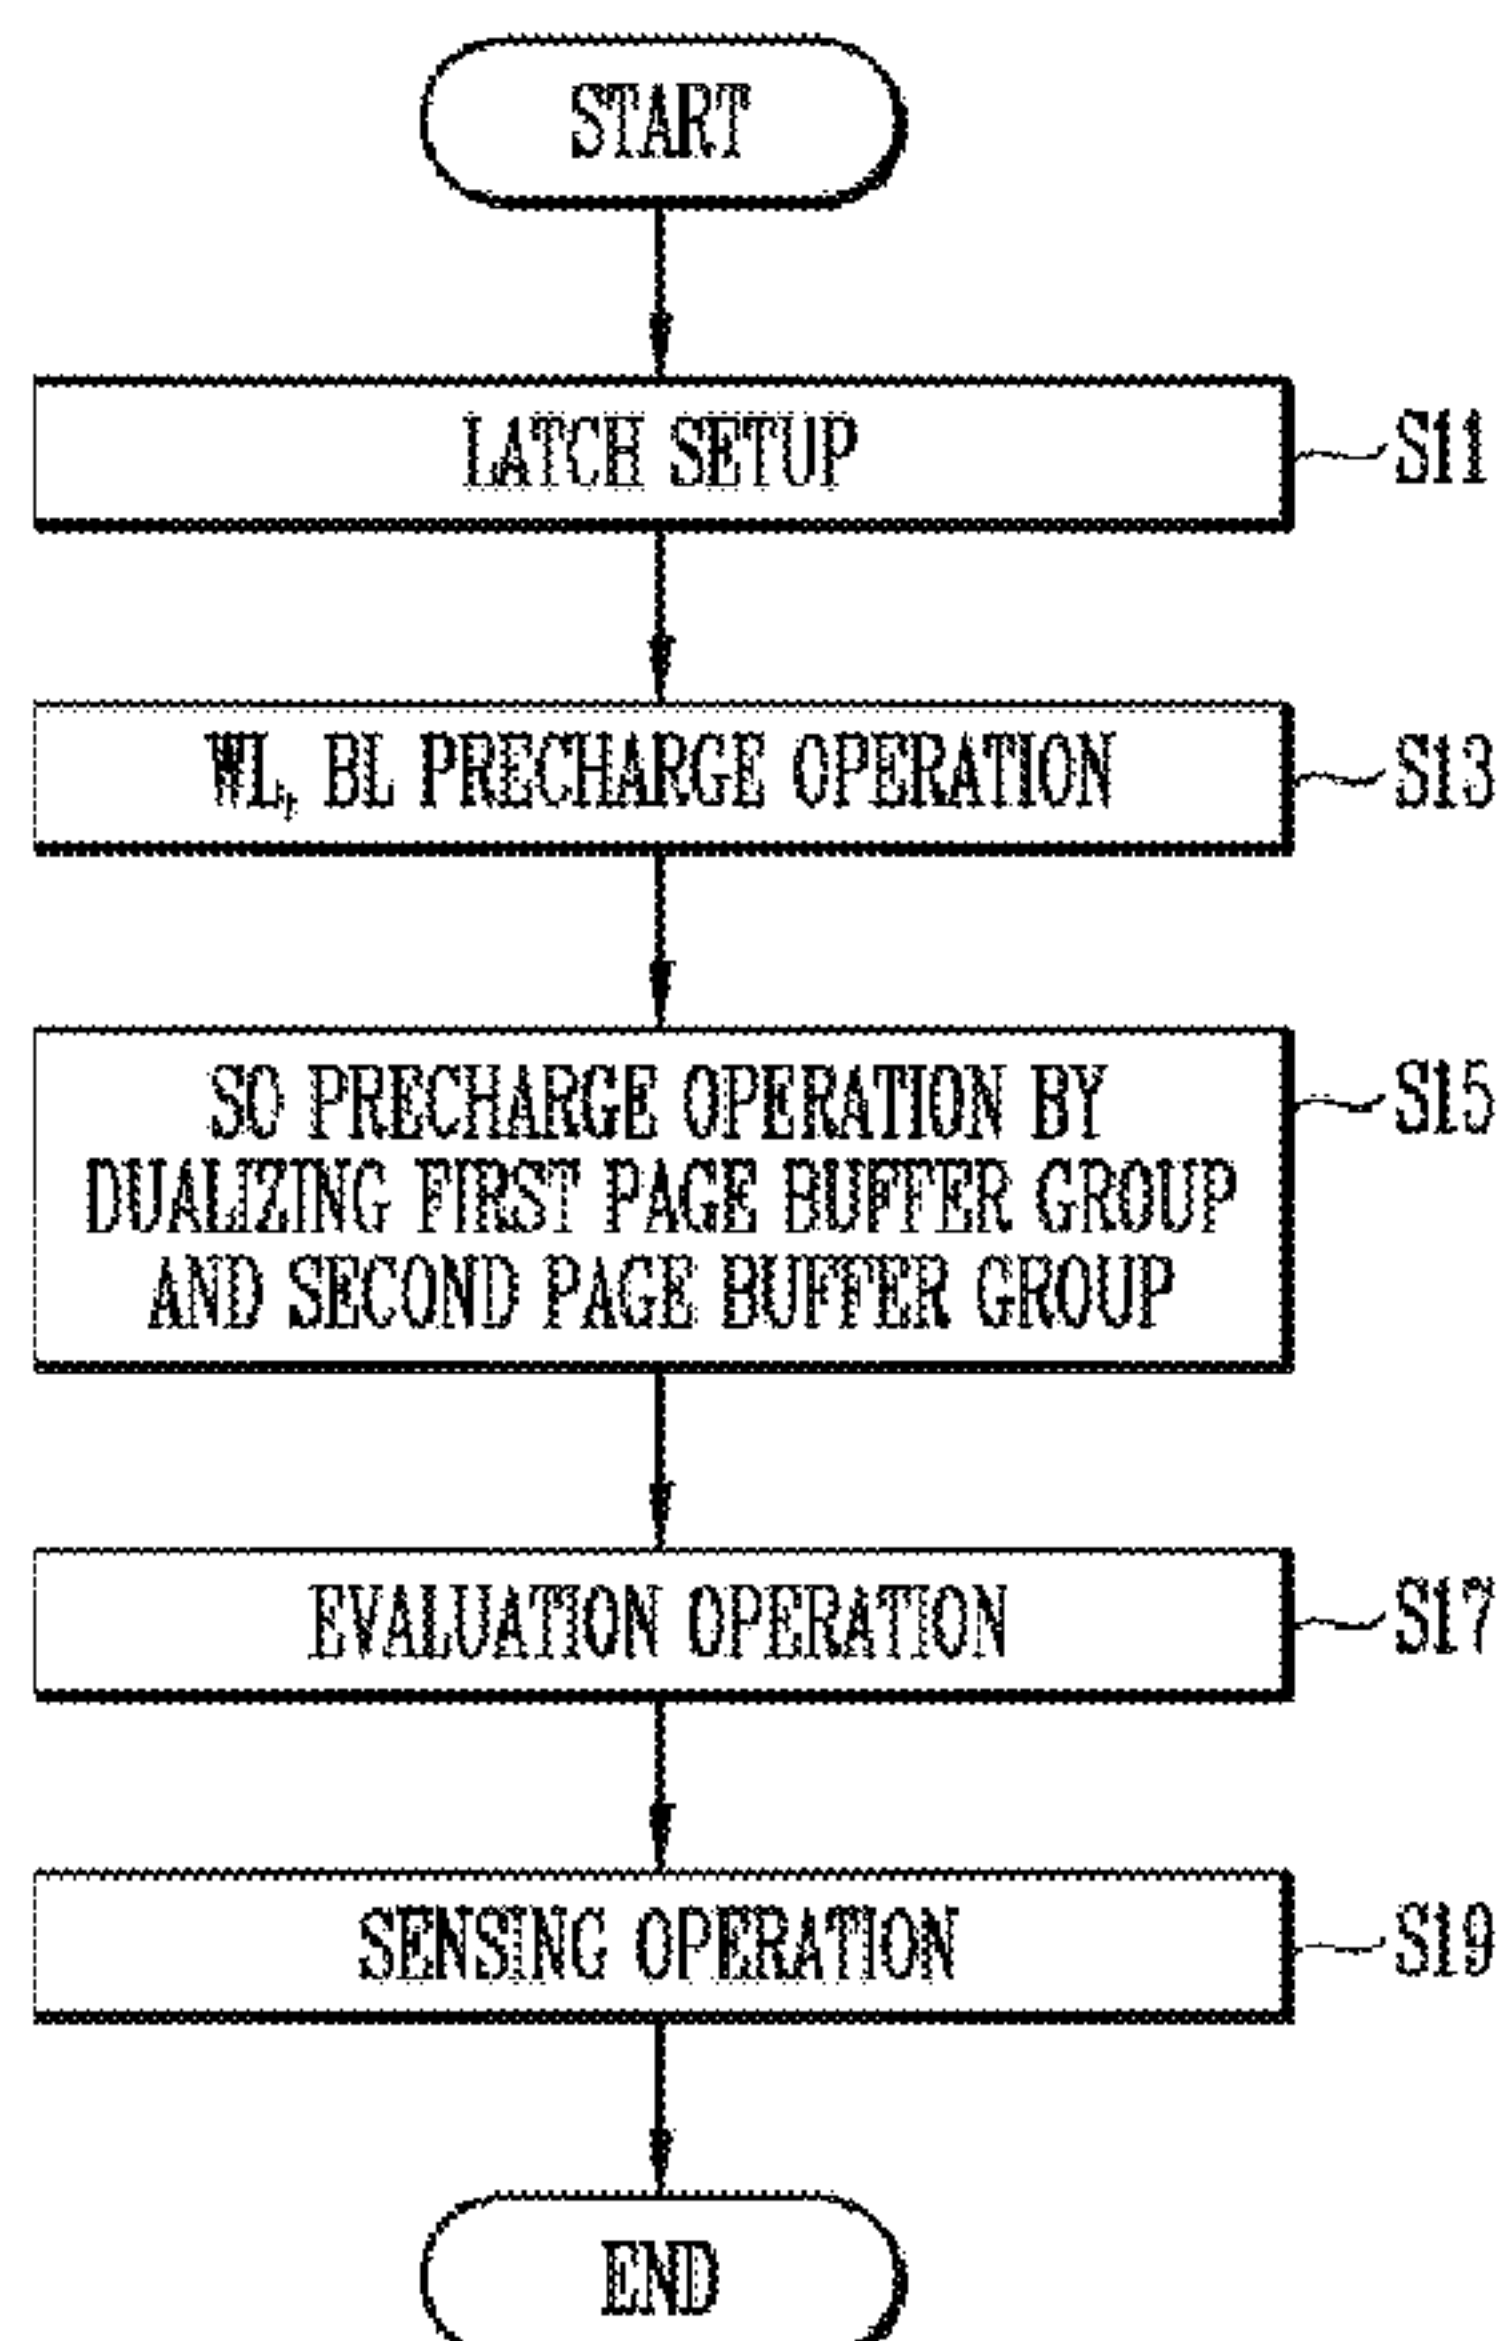 START
LATCH SETUP
S11
WL, BL PRECHARGE OPERATION
S13
SO PRECHARGE OPERATION BY
DUALIZING FIRST PAGE BUFFER GROUP
AND SECOND PAGE BUFFER GROUP
S15
EVALUATION OPERATION
S17
SENSING OPERATION
S19
END